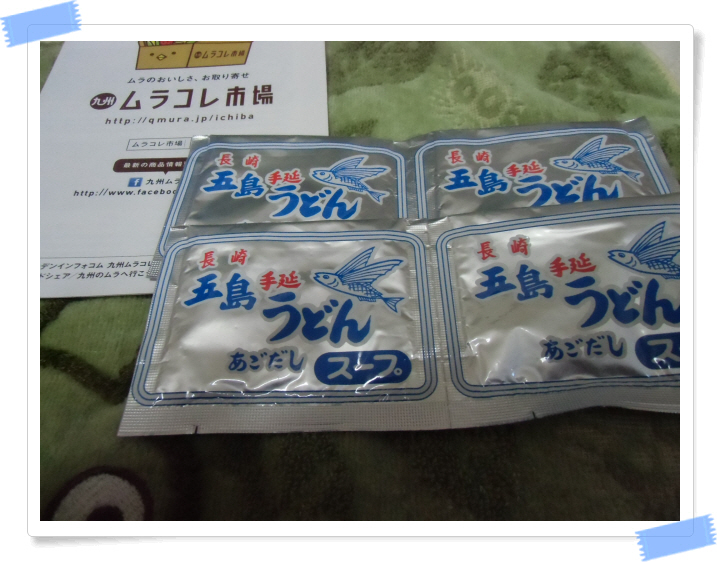 ムラコレ市場
ムラのおいしさ、お取り寄せ
九州 ムラコレ市場
http://qmura.jp/ichiba
ムラコレ市場
最新の商品情報
九州ム
http://www.facebo
デンインフォコム 九州ムラコレ
シェア/九州のムラへ行こ
長崎
五島手延
うどん
長崎
五島手延
うどん
長崎
五島手延
うどん
あごだし スープ
長崎
五島手延
うどん
あごだし ス